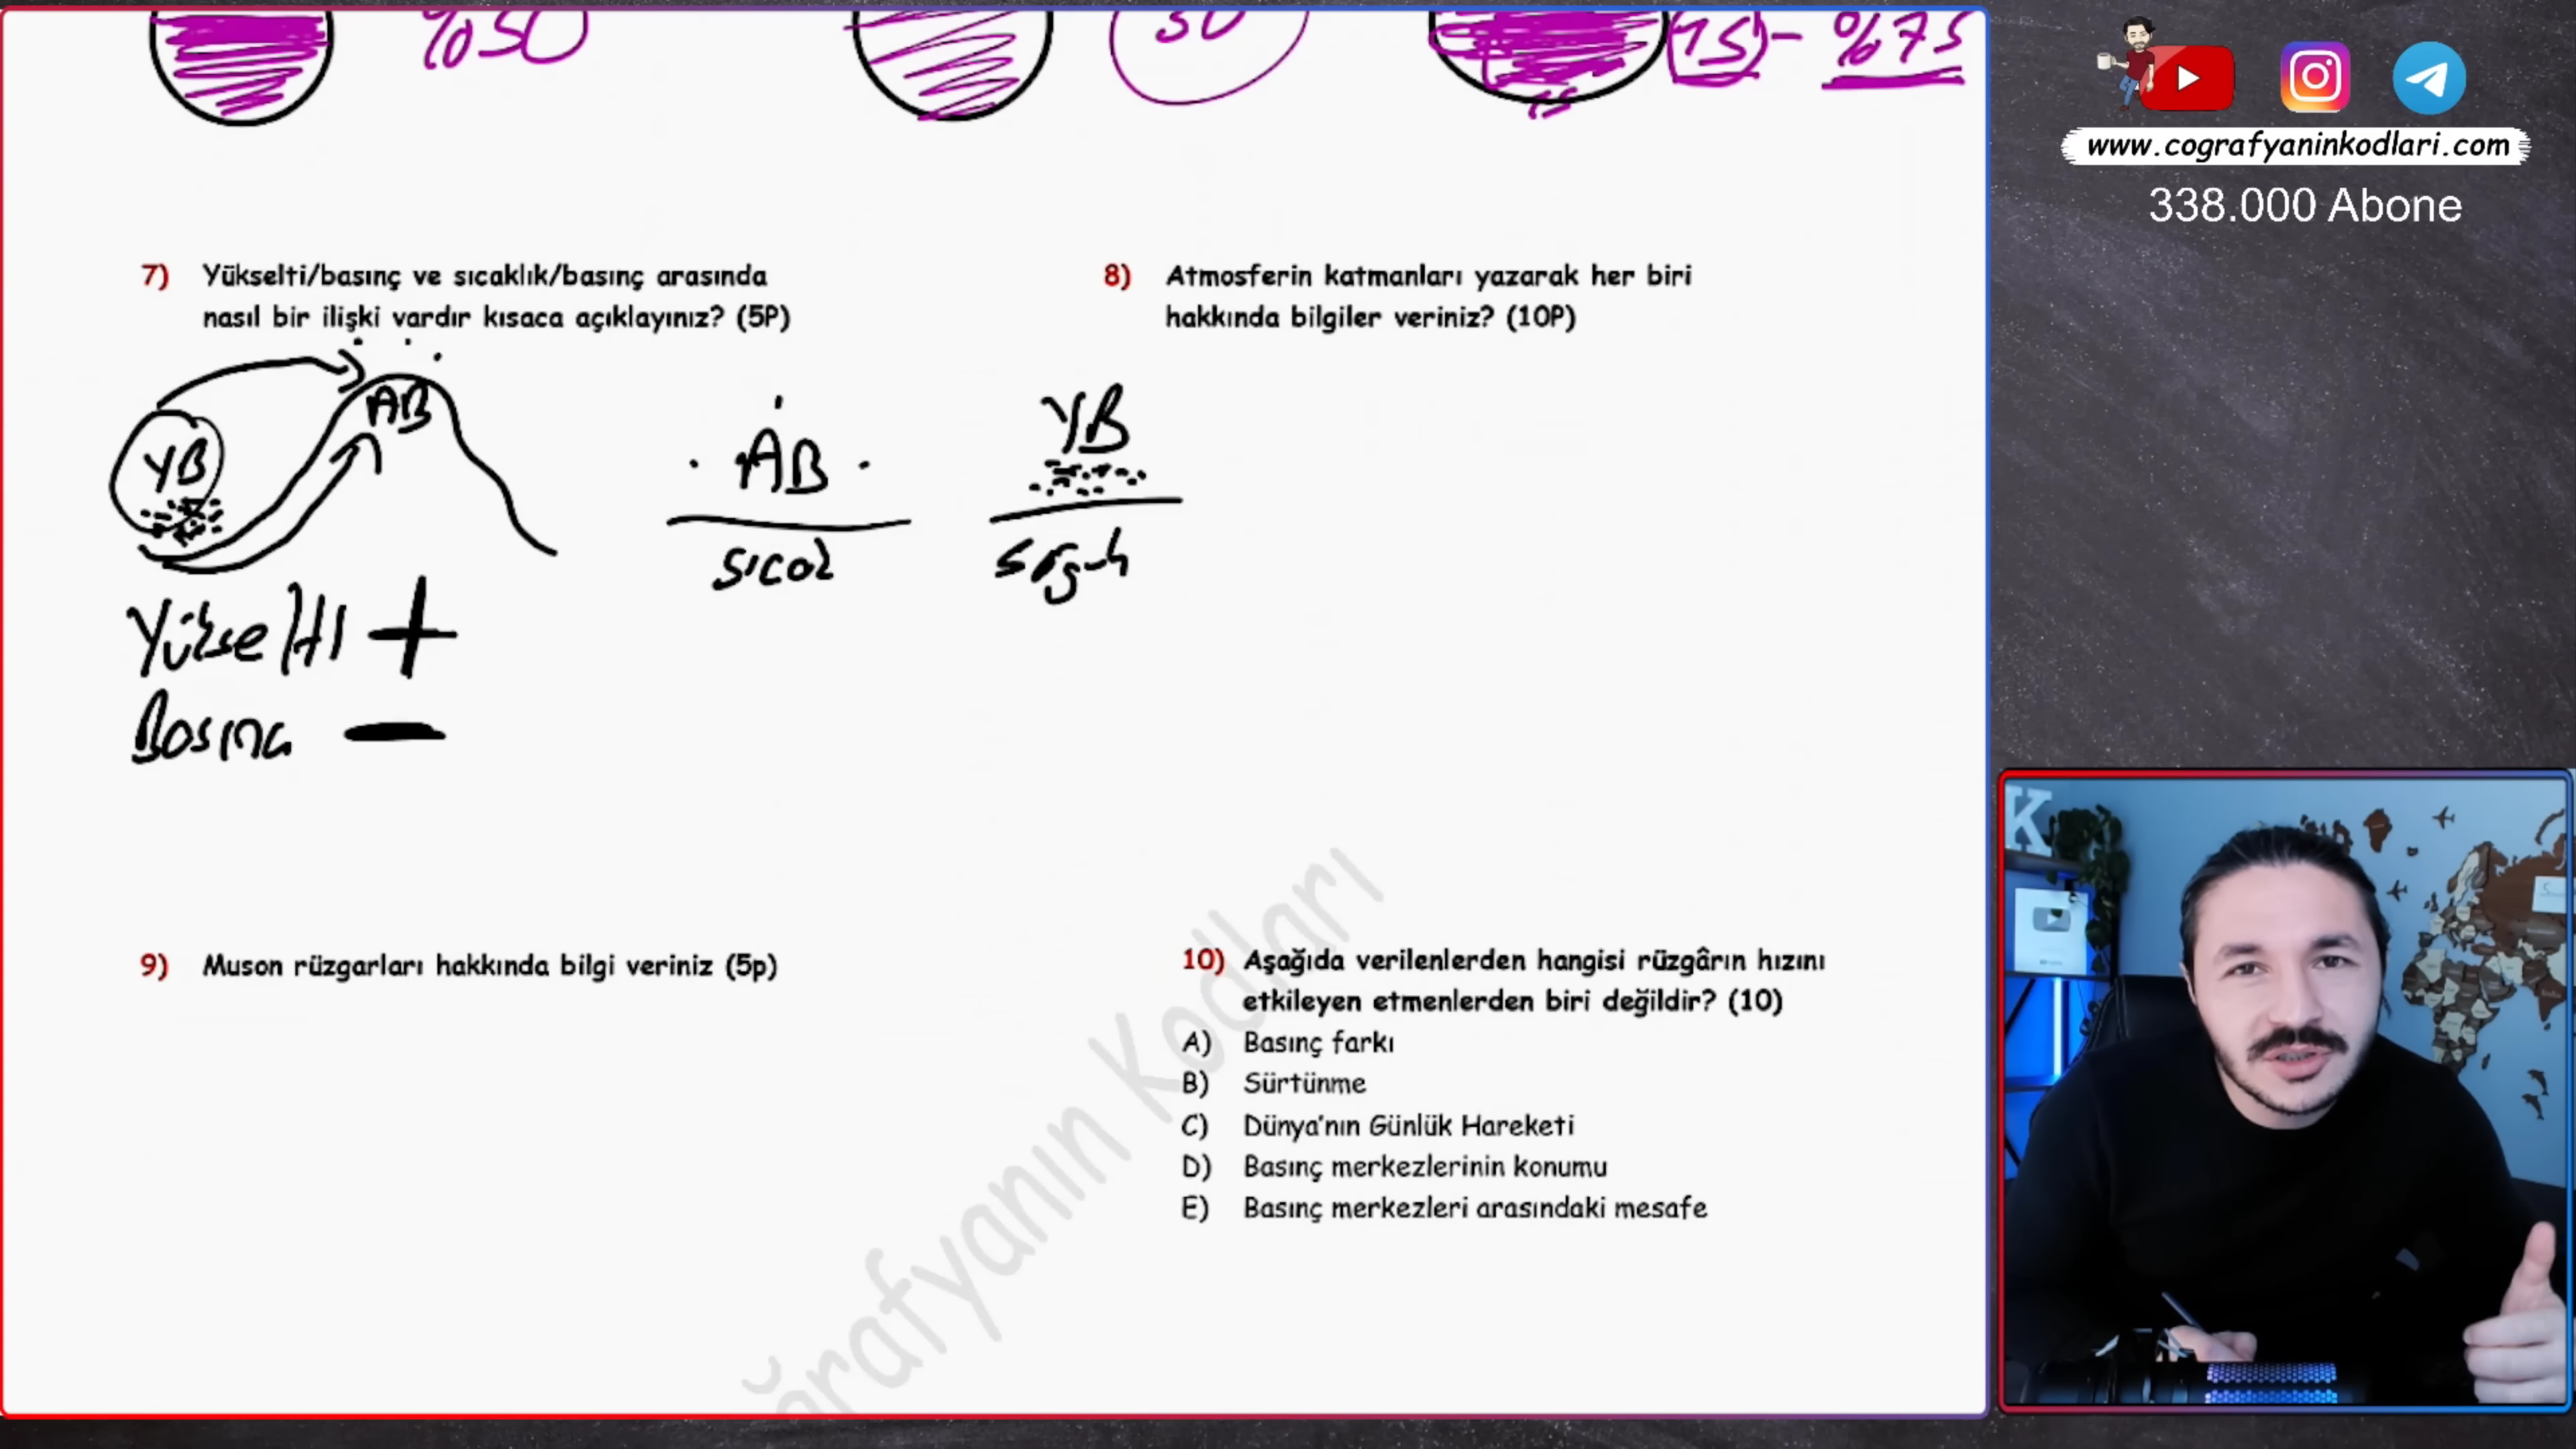 %50
50
75 - %75
15
www.cografyaninkodlari.com
338.000 Abone
7) Yükselti/basınç ve sıcaklık/basınç arasında
nasıl bir ilişki vardır kısaca açıklayınız? (5P)
AB
YB
AB
sıcak
YB
soğuk
Yükselti +
Basınç −
8) Atmosferin katmanları yazarak her biri
hakkında bilgiler veriniz? (10P)
9) Muson rüzgarları hakkında bilgi veriniz (5p)
10) Aşağıda verilenlerden hangisi rüzgârın hızını
etkileyen etmenlerden biri değildir? (10)
A) Basınç farkı
B) Sürtünme
C) Dünya'nın Günlük Hareketi
D) Basınç merkezlerinin konumu
E) Basınç merkezleri arasındaki mesafe
ğrafyanın Kodları
K